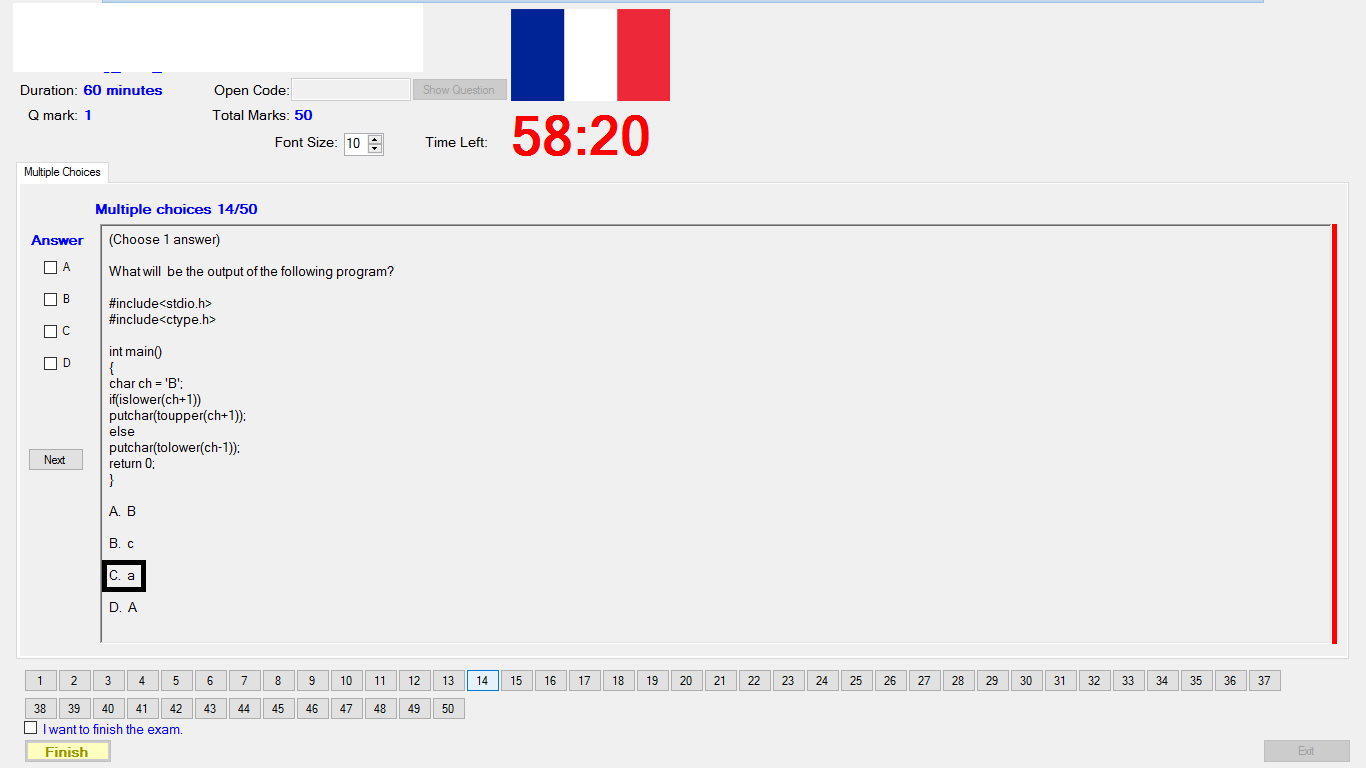 Duration: 60 minutes
Open Code:
Show Question
Q mark: 1
Total Marks: 50
Font Size: 10
Time Left: 58:20
Multiple Choices
Multiple choices 14/50
Answer
A
B
C
D
Next
(Choose 1 answer)
What will be the output of the following program?
#include<stdio.h>
#include<ctype.h>
int main()
{
char ch = 'B';
if(islower(ch+1))
putchar(toupper(ch+1));
else
putchar(tolower(ch-1));
return 0;
}
A. B
B. c
C. a
D. A
1 2 3 4 5 6 7 8 9 10 11 12 13 14 15 16 17 18 19 20 21 22 23 24 25 26 27 28 29 30 31 32 33 34 35 36 37
38 39 40 41 42 43 44 45 46 47 48 49 50
I want to finish the exam.
Finish
Exit